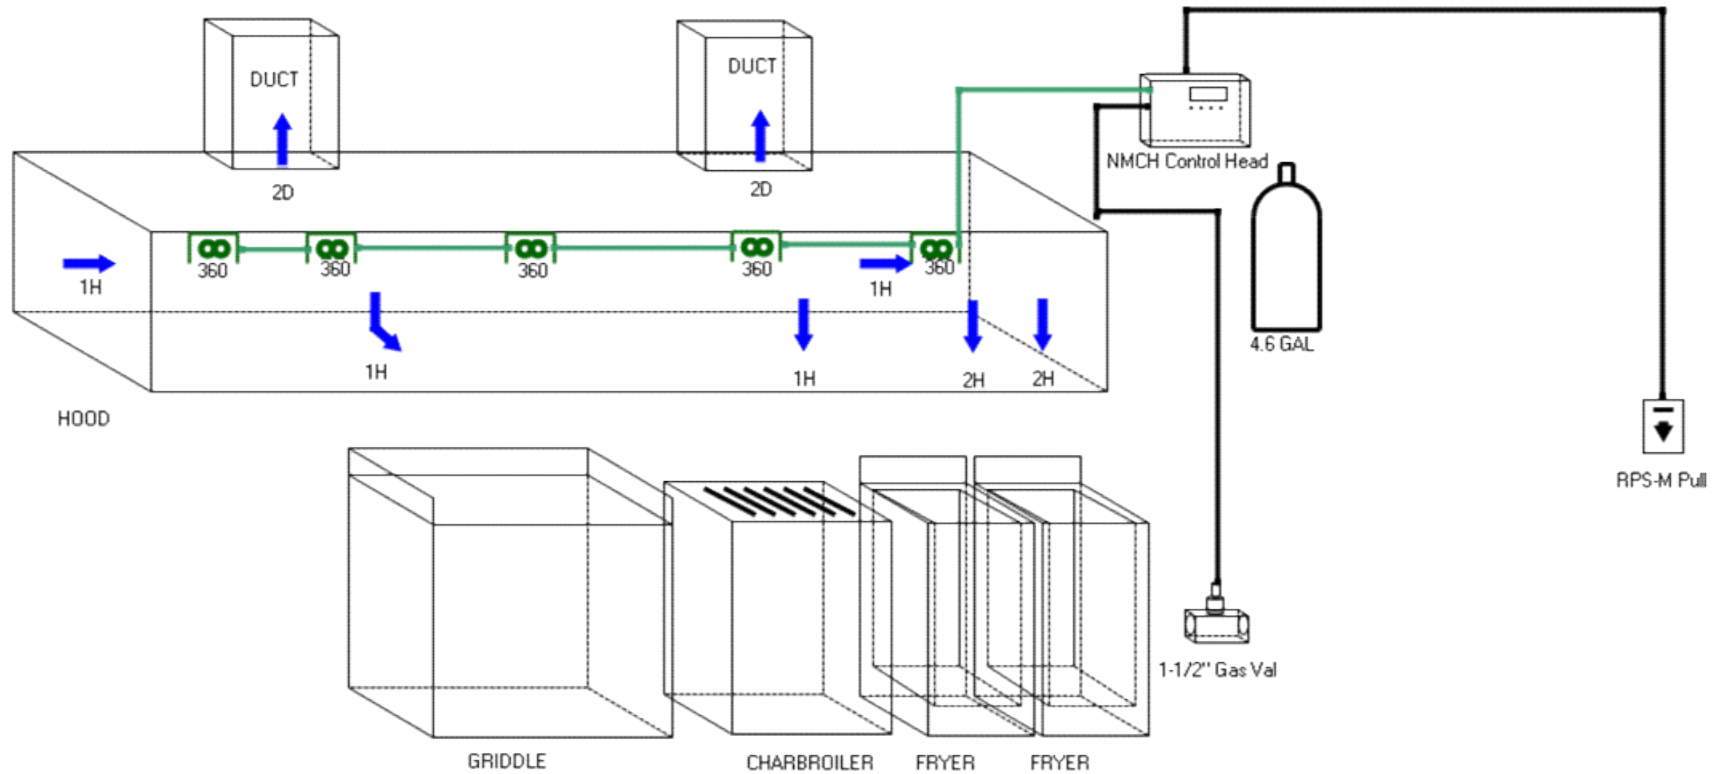 DUCT
DUCT
2D
2D
NMCH Control Head
1H
360
360
360
360
1H
360
4.6 GAL
1H
1H
2H
2H
HOOD
RPS-M Pull
1-1/2" Gas Val
GRIDDLE
CHARBROILER
FRYER
FRYER